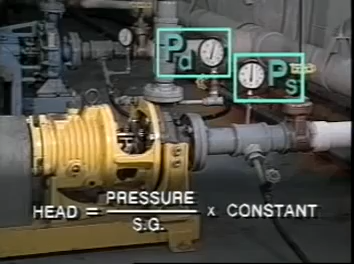 Pd
Ps
HEAD = PRESSURE / S.G. x CONSTANT